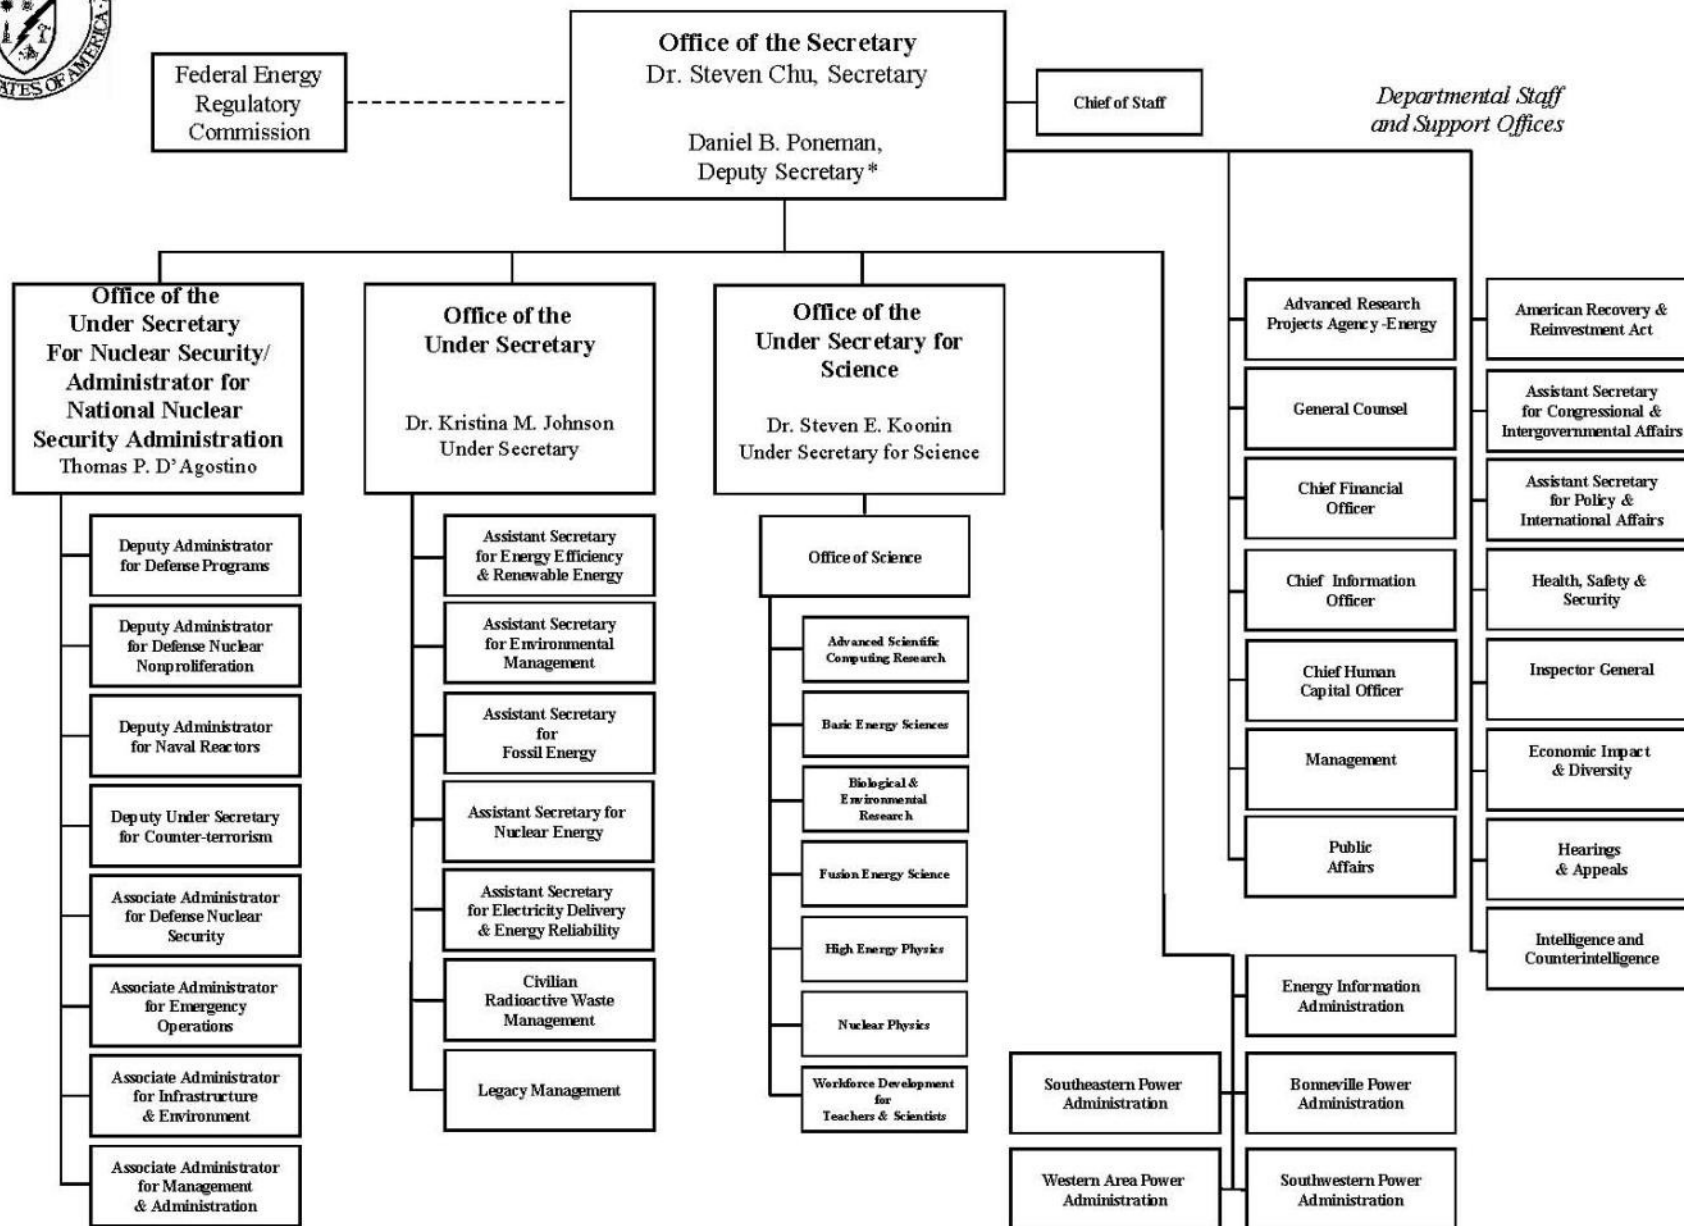 ATES OF AMERICA
Federal Energy
Regulatory
Commission
Office of the Secretary
Dr. Steven Chu, Secretary
Daniel B. Poneman,
Deputy Secretary*
Chief of Staff
Departmental Staff
and Support Offices
Office of the
Under Secretary
For Nuclear Security/
Administrator for
National Nuclear
Security Administration
Thomas P. D'Agostino
Deputy Administrator
for Defense Programs
Deputy Administrator
for Defense Nuclear
Nonproliferation
Deputy Administrator
for Naval Reactors
Deputy Under Secretary
for Counter-terrorism
Associate Administrator
for Defense Nuclear
Security
Associate Administrator
for Emergency
Operations
Associate Administrator
for Infrastructure
& Environment
Associate Administrator
for Management
& Administration
Office of the
Under Secretary
Dr. Kristina M. Johnson
Under Secretary
Assistant Secretary
for Energy Efficiency
& Renewable Energy
Assistant Secretary
for Environmental
Management
Assistant Secretary
for
Fossil Energy
Assistant Secretary for
Nuclear Energy
Assistant Secretary
for Electricity Delivery
& Energy Reliability
Civilian
Radioactive Waste
Management
Legacy Management
Office of the
Under Secretary for
Science
Dr. Steven E. Koonin
Under Secretary for Science
Office of Science
Advanced Scientific
Computing Research
Basic Energy Sciences
Biological &
Environmental
Research
Fusion Energy Science
High Energy Physics
Nuclear Physics
Workforce Development
for
Teachers & Scientists
Advanced Research
Projects Agency -Energy
General Counsel
Chief Financial
Officer
Chief Information
Officer
Chief Human
Capital Officer
Management
Public
Affairs
American Recovery &
Reinvestment Act
Assistant Secretary
for Congressional &
Intergovernmental Affairs
Assistant Secretary
for Policy &
International Affairs
Health, Safety &
Security
Inspector General
Economic Impact
& Diversity
Hearings
& Appeals
Intelligence and
Counterintelligence
Energy Information
Administration
Southeastern Power
Administration
Bonneville Power
Administration
Western Area Power
Administration
Southwestern Power
Administration